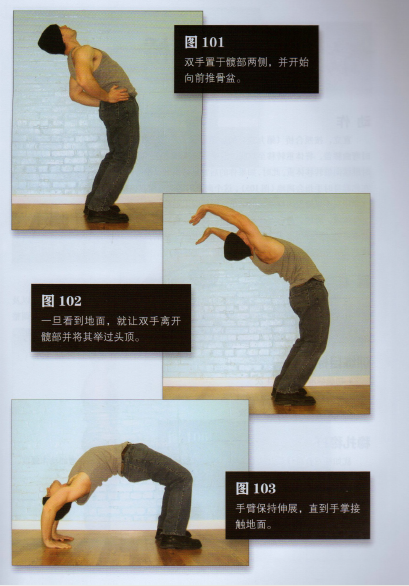 图 101
双手置于髋部两侧，并开始
向前推骨盆。
图 102
一旦看到地面，就让双手离开
髋部并将其举过头顶。
图 103
手臂保持伸展，直到手掌接
触地面。